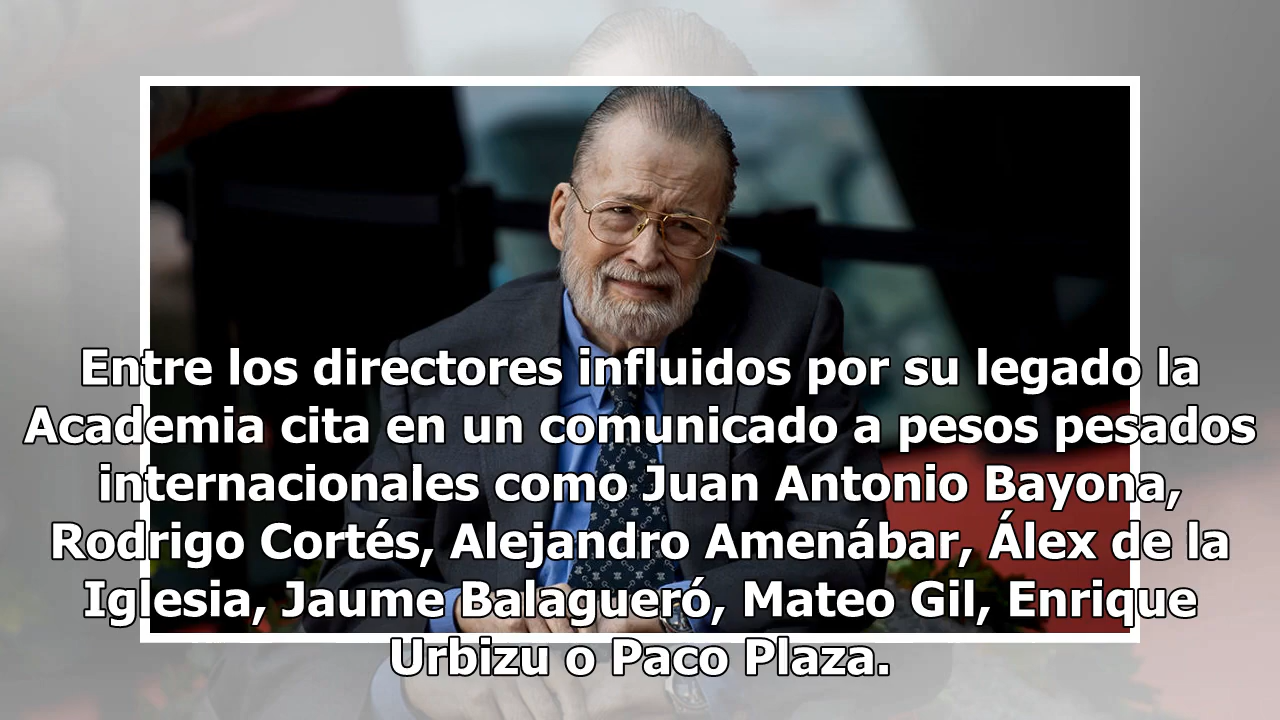 Entre los directores influidos por su legado la
Academia cita en un comunicado a pesos pesados
internacionales como Juan Antonio Bayona,
Rodrigo Cortés, Alejandro Amenábar, Álex de la
Iglesia, Jaume Balagueró, Mateo Gil, Enrique
Urbizu o Paco Plaza.